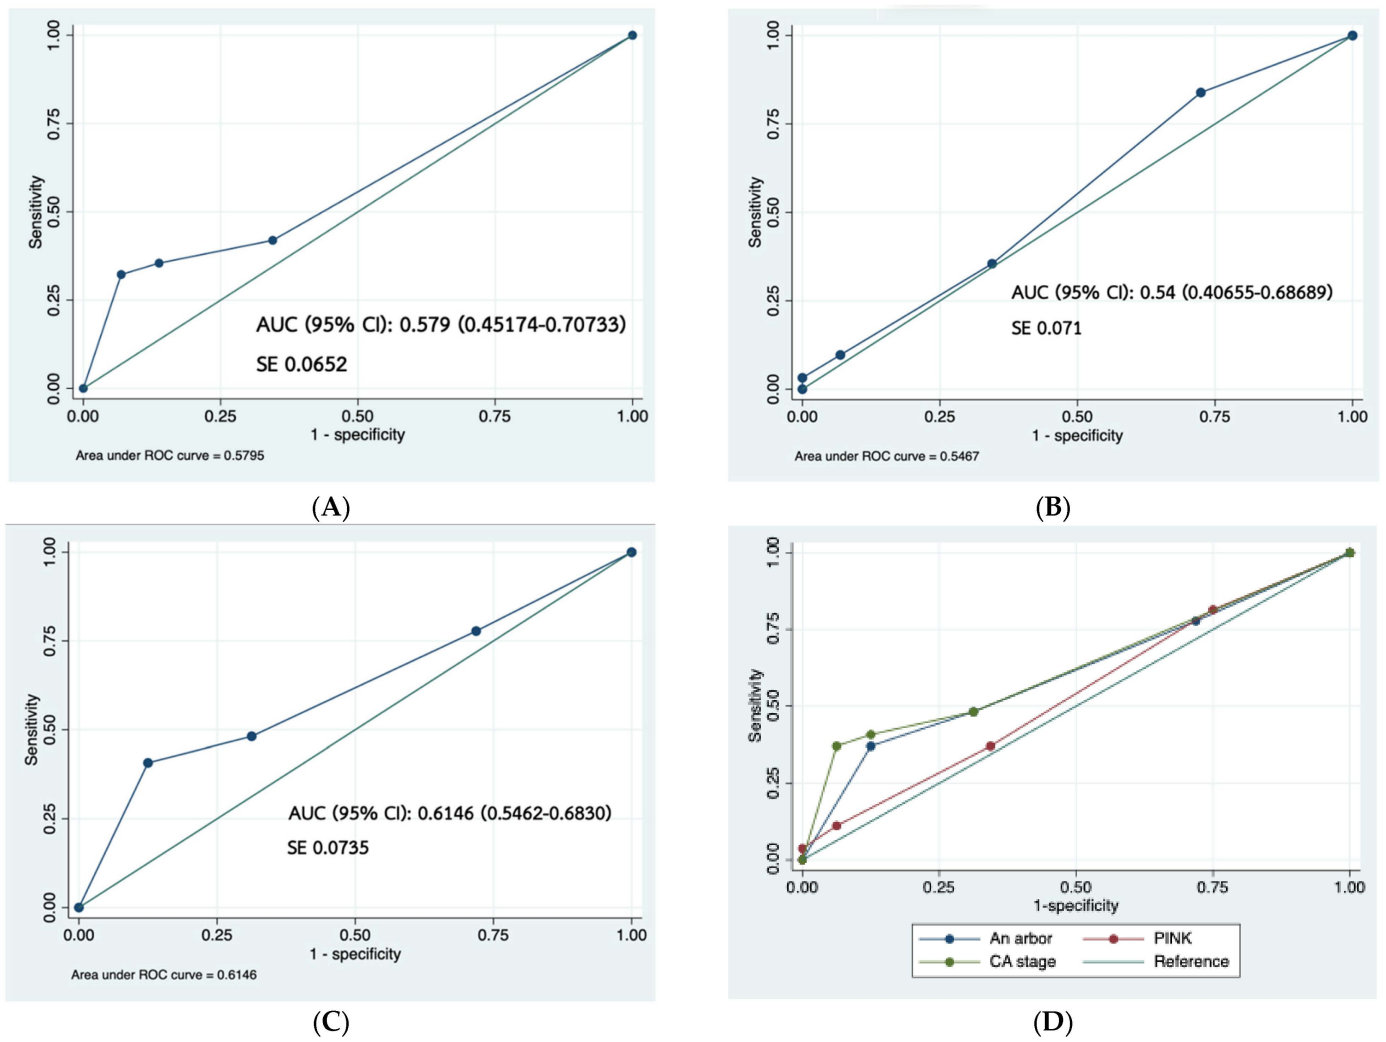 1.00
0.75
0.50
0.25
0.00
Sensitivity
AUC (95% CI): 0.579 (0.45174-0.70733)
SE 0.0652
0.00 0.25 0.50 0.75 1.00
1 - specificity
Area under ROC curve = 0.5795
(A)
1.00
0.75
0.50
0.25
0.00
Sensitivity
AUC (95% CI): 0.54 (0.40655-0.68689)
SE 0.071
0.00 0.25 0.50 0.75 1.00
1 - specificity
Area under ROC curve = 0.5467
(B)
1.00
0.75
0.50
0.25
0.00
Sensitivity
AUC (95% CI): 0.6146 (0.5462-0.6830)
SE 0.0735
0.00 0.25 0.50 0.75 1.00
1 - specificity
Area under ROC curve = 0.6146
(C)
1.00
0.75
0.50
0.25
0.00
Sensitivity
0.00 0.25 0.50 0.75 1.00
1-specificity
An arbor PINK
CA stage Reference
(D)